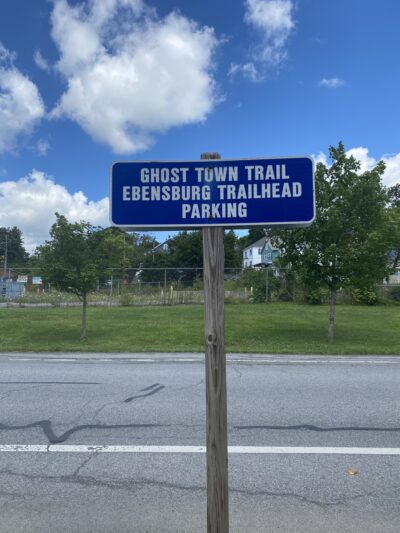 GHOST TOWN TRAIL
EBENSBURG TRAILHEAD
PARKING